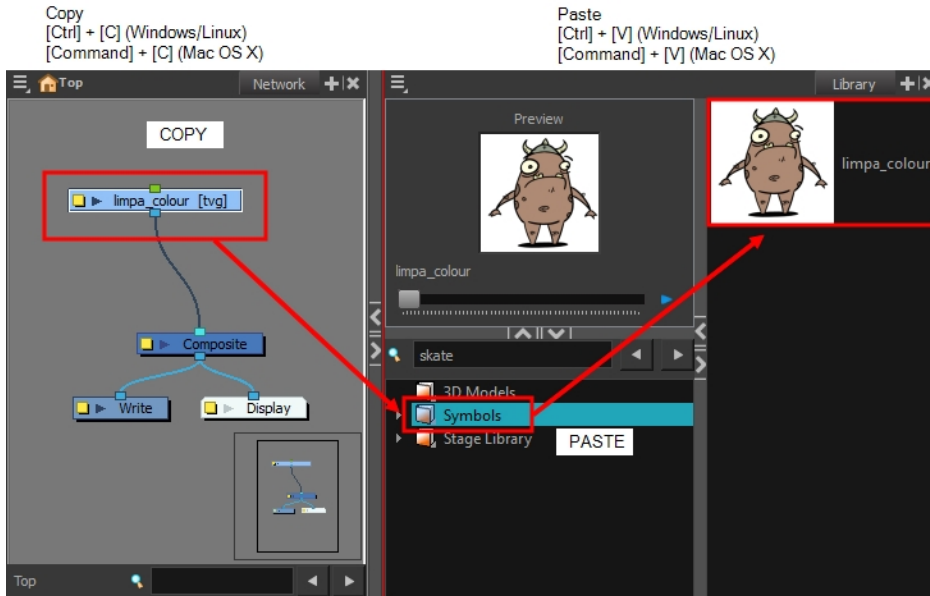 Copy
[Ctrl] + [C] (Windows/Linux)
[Command] + [C] (Mac OS X)
Paste
[Ctrl] + [V] (Windows/Linux)
[Command] + [V] (Mac OS X)
Top
Network
COPY
limpa_colour [tvg]
Composite
Write
Display
Top
Library
Preview
limpa_colour
skate
3D Models
Symbols
Stage Library
PASTE
limpa_colour